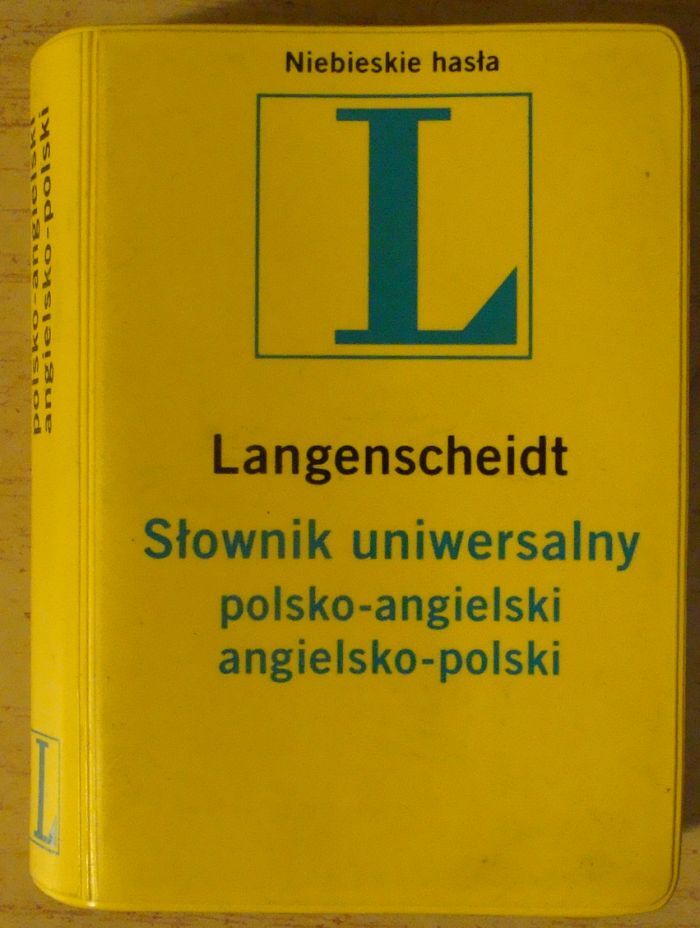 Niebieskie hasła
L
Langenscheidt
Słownik uniwersalny
polsko-angielski
angielsko-polski
polsko-angielski
angielsko-polski
L